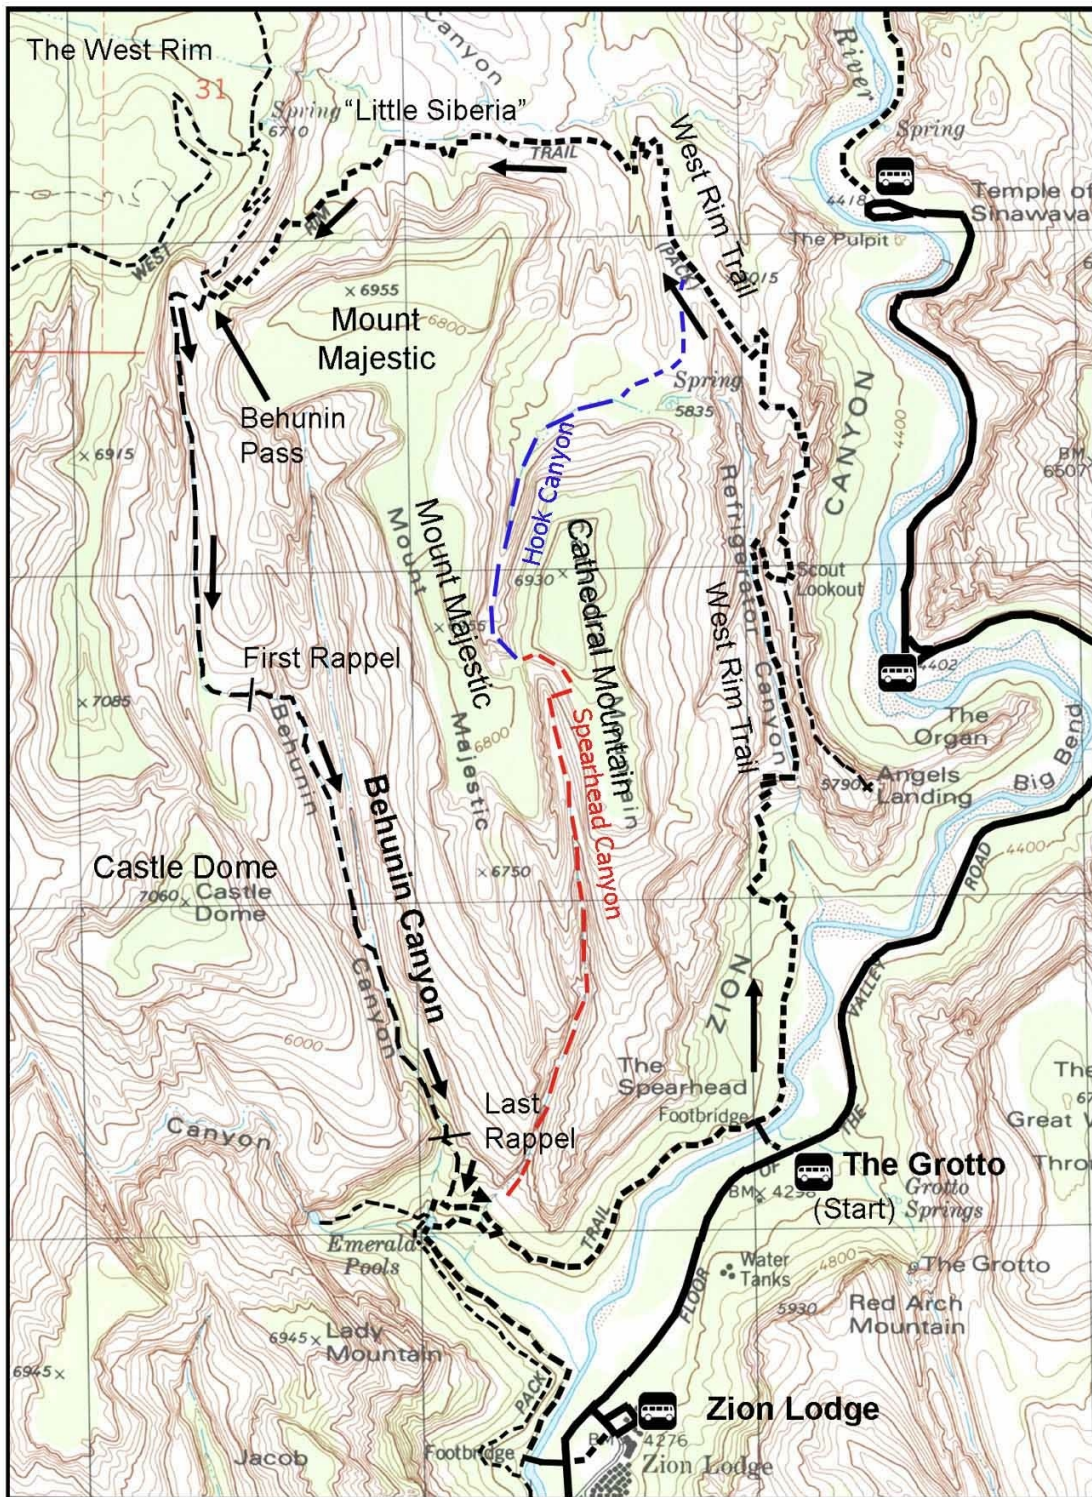 The West Rim
31
Canyon
River
Spring
6710
"Little Siberia"
TRAIL
RIM
WEST
West Rim Trail
(PACK)
Spring
4418
Temple of
Sinawava
The Pulpit
× 6955
6800
Mount
Majestic
Behunin
Pass
× 6915
Spring
5835
CANYON
4400
BM
6507
Hook Canyon
Refrigerator
Canyon
Mount
Majestic
Mount Majestic
6930 ×
Cathedral Mountain
Mountain
Scout
Lookout
West Rim Trail
4402
First Rappel
× 7085
Behunin
Canyon
6800
Spearhead Canyon
The
Organ
Big Bend
5790
Angels
Landing
Behunin Canyon
Castle Dome
7060 ×
Castle
Dome
× 6750
4400
ROAD
VALLEY
THE
OF
FLOOR
ZION
6000
The
Spearhead
Footbridge
Canyon
Last
Rappel
The
Great
The Grotto
(Start)
BM × 4298
Grotto
Springs
TRAIL
Emerald
Pools
Water
Tanks
4800
The Grotto
5930
Red Arch
Mountain
6945 ×
Lady
Mountain
6945 ×
PACK
Zion Lodge
4276
Zion Lodge
Footbridge
Jacob